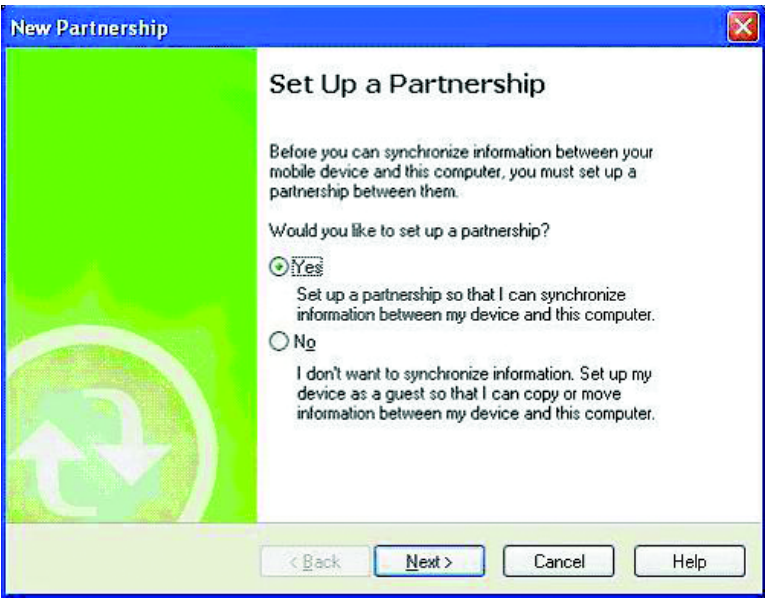 New Partnership
Set Up a Partnership
Before you can synchronize information between your
mobile device and this computer, you must set up a
partnership between them.
Would you like to set up a partnership?
Yes
Set up a partnership so that I can synchronize
information between my device and this computer.
No
I don't want to synchronize information. Set up my
device as a guest so that I can copy or move
information between my device and this computer.
< Back
Next >
Cancel
Help